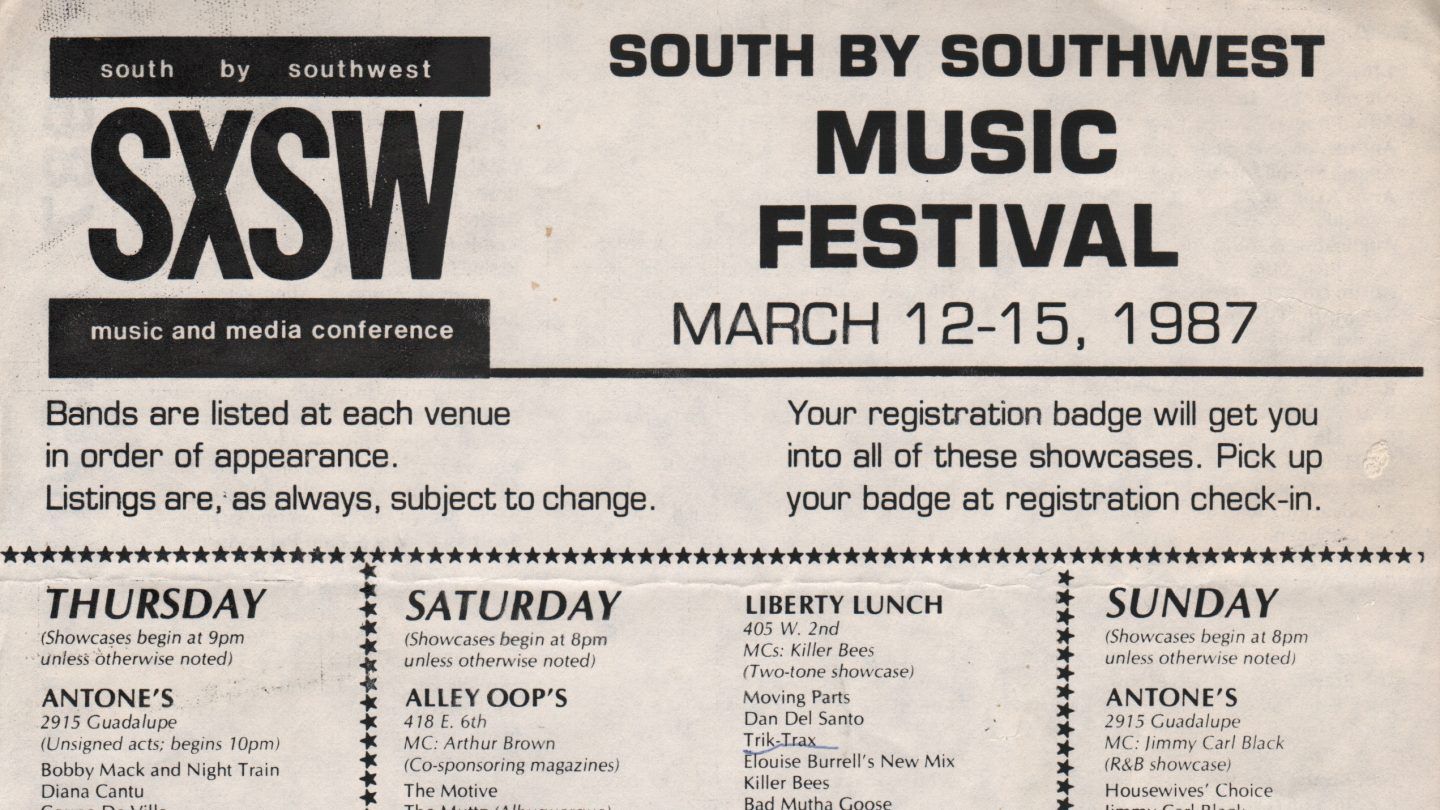 south by southwest
SXSW
music and media conference
SOUTH BY SOUTHWEST
MUSIC
FESTIVAL
MARCH 12-15, 1987
Bands are listed at each venue
in order of appearance.
Listings are, as always, subject to change.
Your registration badge will get you
into all of these showcases. Pick up
your badge at registration check-in.
THURSDAY
(Showcases begin at 9pm
unless otherwise noted)
ANTONE'S
2915 Guadalupe
(Unsigned acts; begins 10pm)
Bobby Mack and Night Train
Diana Cantu
SATURDAY
(Showcases begin at 8pm
unless otherwise noted)
ALLEY OOP'S
418 E. 6th
MC: Arthur Brown
(Co-sponsoring magazines)
The Motive
LIBERTY LUNCH
405 W. 2nd
MCs: Killer Bees
(Two-tone showcase)
Moving Parts
Dan Del Santo
Trik-Trax
Elouise Burrell's New Mix
Killer Bees
Bad Mutha Goose
SUNDAY
(Showcases begin at 8pm
unless otherwise noted)
ANTONE'S
2915 Guadalupe
MC: Jimmy Carl Black
(R&B showcase)
Housewives' Choice
Jimmy Carl Black